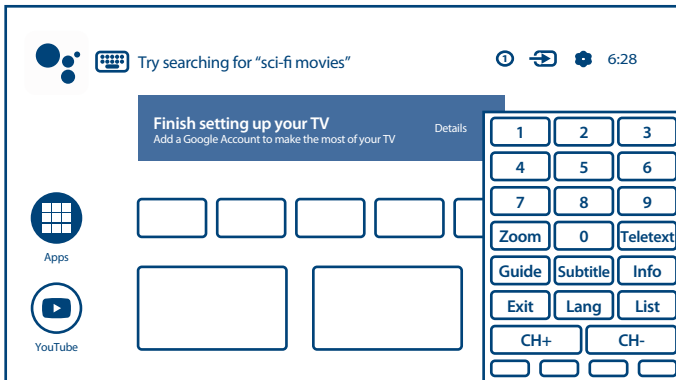 Try searching for “sci-fi movies”
1
6:28
Finish setting up your TV
Add a Google Account to make the most of your TV
Details
1 2 3
4 5 6
7 8 9
Zoom 0 Teletext
Guide Subtitle Info
Exit Lang List
CH+ CH-
Apps
YouTube